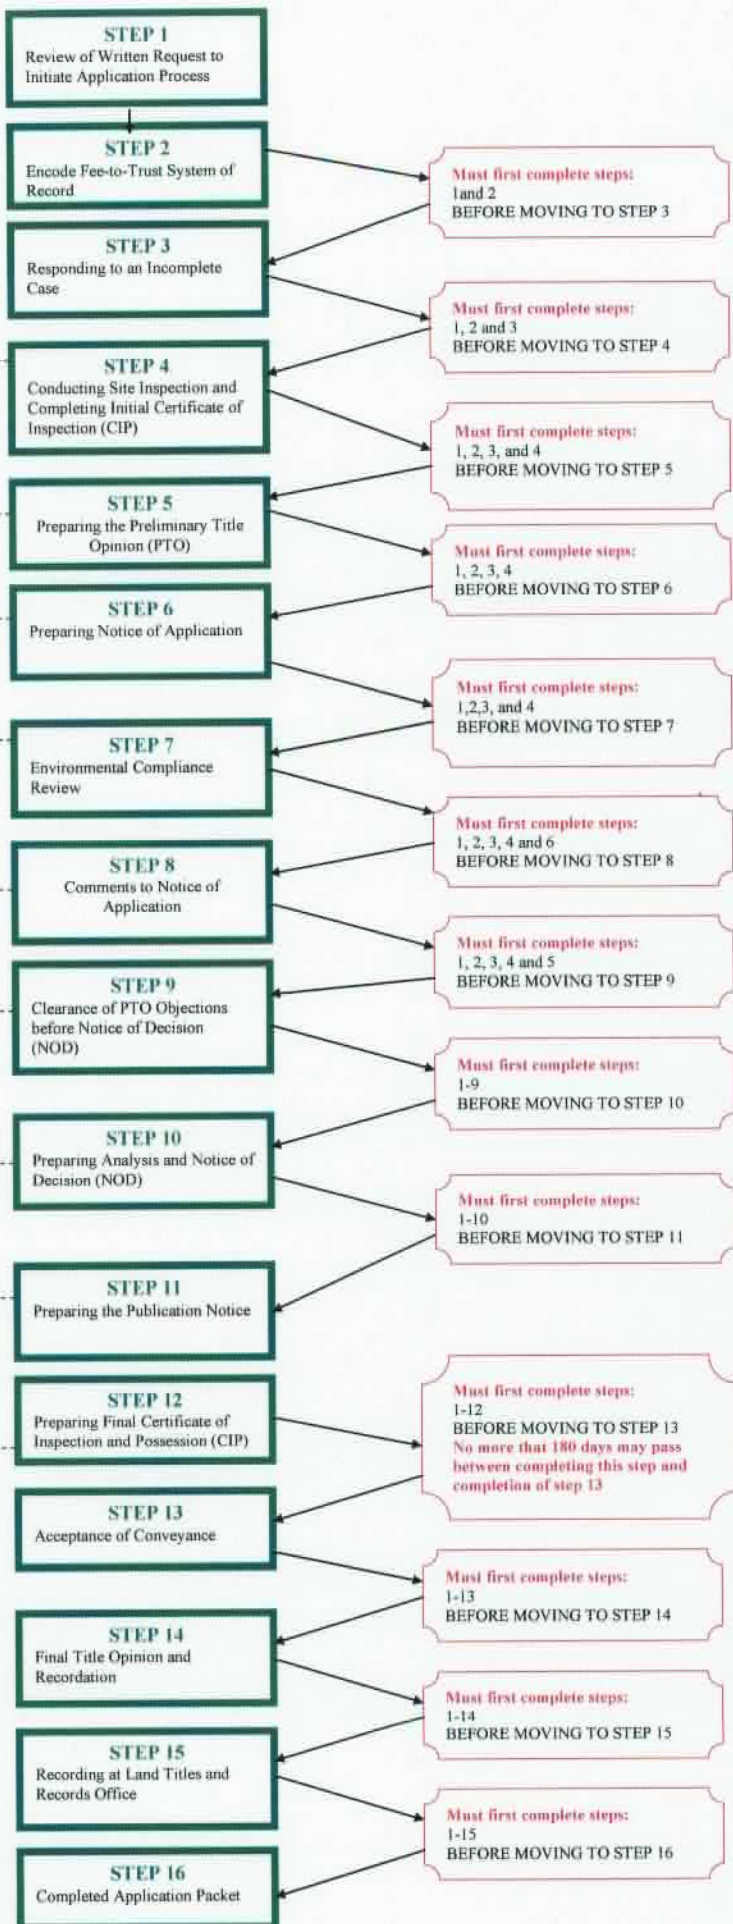 STEP 1
Review of Written Request to
Initiate Application Process
STEP 2
Encode Fee-to-Trust System of
Record
Must first complete steps:
1and 2
BEFORE MOVING TO STEP 3
STEP 3
Responding to an Incomplete
Case
Must first complete steps:
1, 2 and 3
BEFORE MOVING TO STEP 4
STEP 4
Conducting Site Inspection and
Completing Initial Certificate of
Inspection (CIP)
Must first complete steps:
1, 2, 3, and 4
BEFORE MOVING TO STEP 5
STEP 5
Preparing the Preliminary Title
Opinion (PTO)
Must first complete steps:
1, 2, 3, 4
BEFORE MOVING TO STEP 6
STEP 6
Preparing Notice of Application
Must first complete steps:
1,2,3, and 4
BEFORE MOVING TO STEP 7
STEP 7
Environmental Compliance
Review
Must first complete steps:
1, 2, 3, 4 and 6
BEFORE MOVING TO STEP 8
STEP 8
Comments to Notice of
Application
Must first complete steps:
1, 2, 3, 4 and 5
BEFORE MOVING TO STEP 9
STEP 9
Clearance of PTO Objections
before Notice of Decision
(NOD)
Must first complete steps:
1-9
BEFORE MOVING TO STEP 10
STEP 10
Preparing Analysis and Notice of
Decision (NOD)
Must first complete steps:
1-10
BEFORE MOVING TO STEP 11
STEP 11
Preparing the Publication Notice
STEP 12
Preparing Final Certificate of
Inspection and Possession (CIP)
Must first complete steps:
1-12
BEFORE MOVING TO STEP 13
No more that 180 days may pass
between completing this step and
completion of step 13
STEP 13
Acceptance of Conveyance
Must first complete steps:
1-13
BEFORE MOVING TO STEP 14
STEP 14
Final Title Opinion and
Recordation
Must first complete steps:
1-14
BEFORE MOVING TO STEP 15
STEP 15
Recording at Land Titles and
Records Office
Must first complete steps:
1-15
BEFORE MOVING TO STEP 16
STEP 16
Completed Application Packet